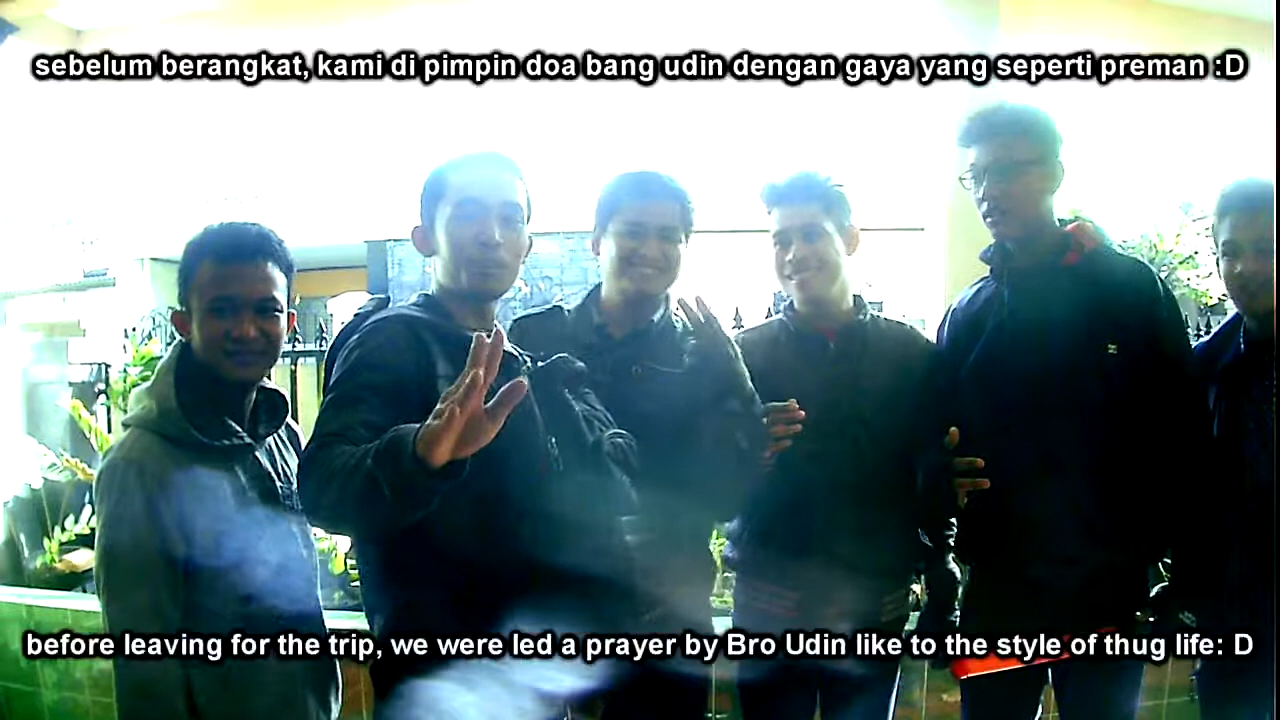 sebelum berangkat, kami di pimpin doa bang udin dengan gaya yang seperti preman :D
before leaving for the trip, we were led a prayer by Bro Udin like to the style of thug life: D